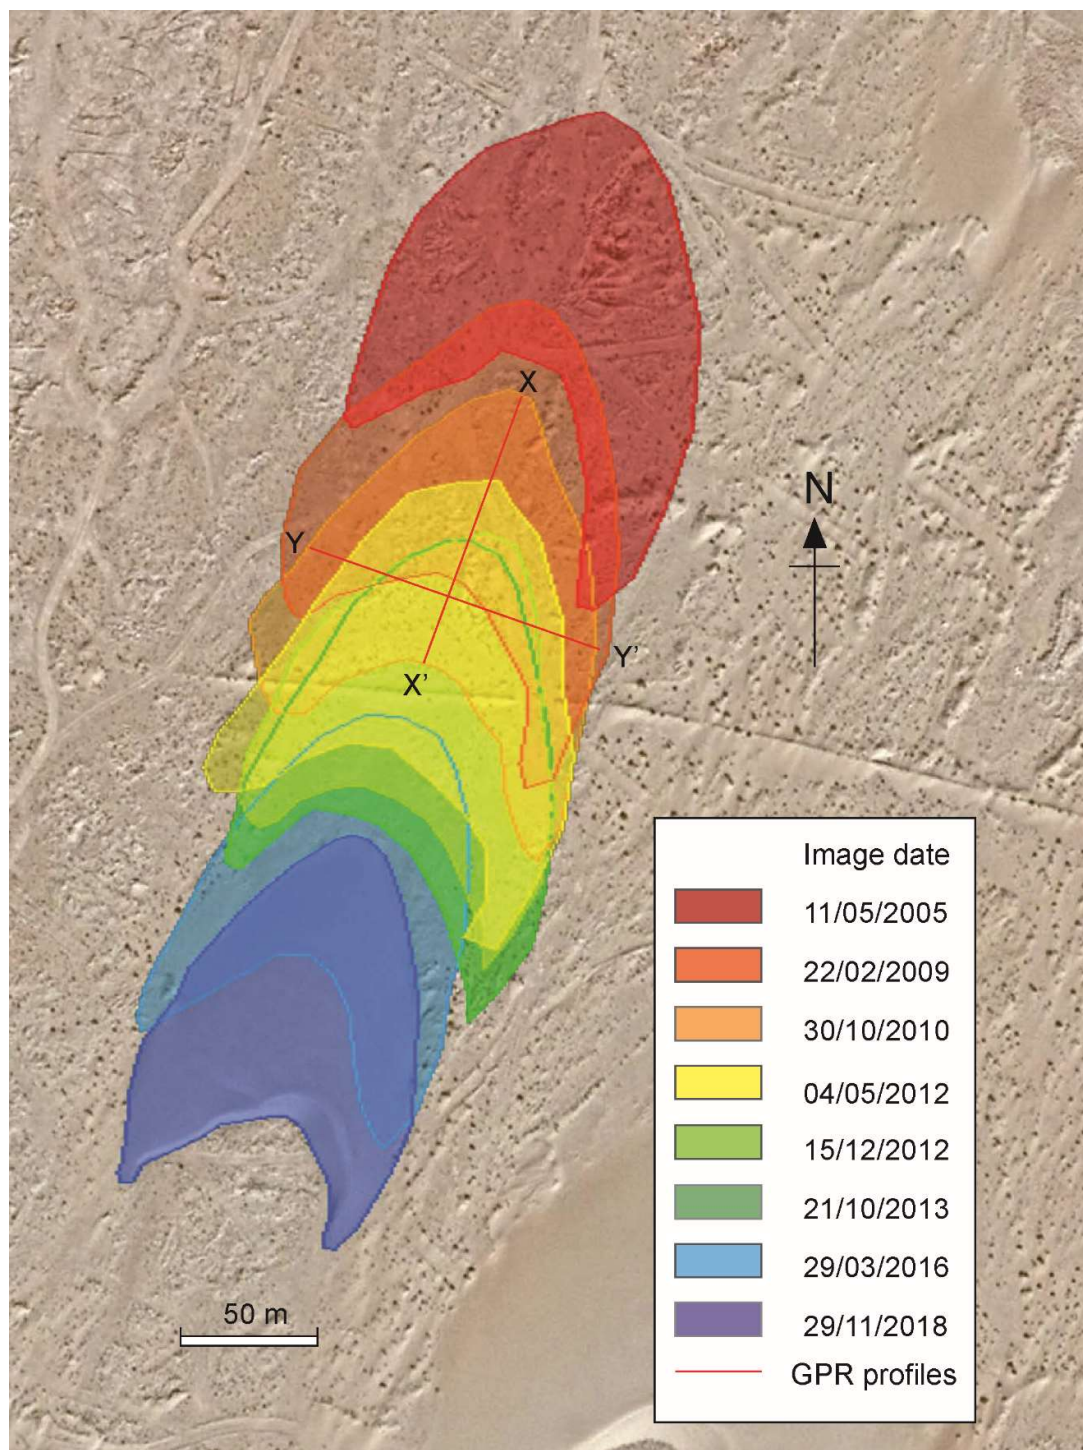 X
N
Y
Y'
X'
Image date
11/05/2005
22/02/2009
30/10/2010
04/05/2012
15/12/2012
21/10/2013
29/03/2016
29/11/2018
GPR profiles
50 m